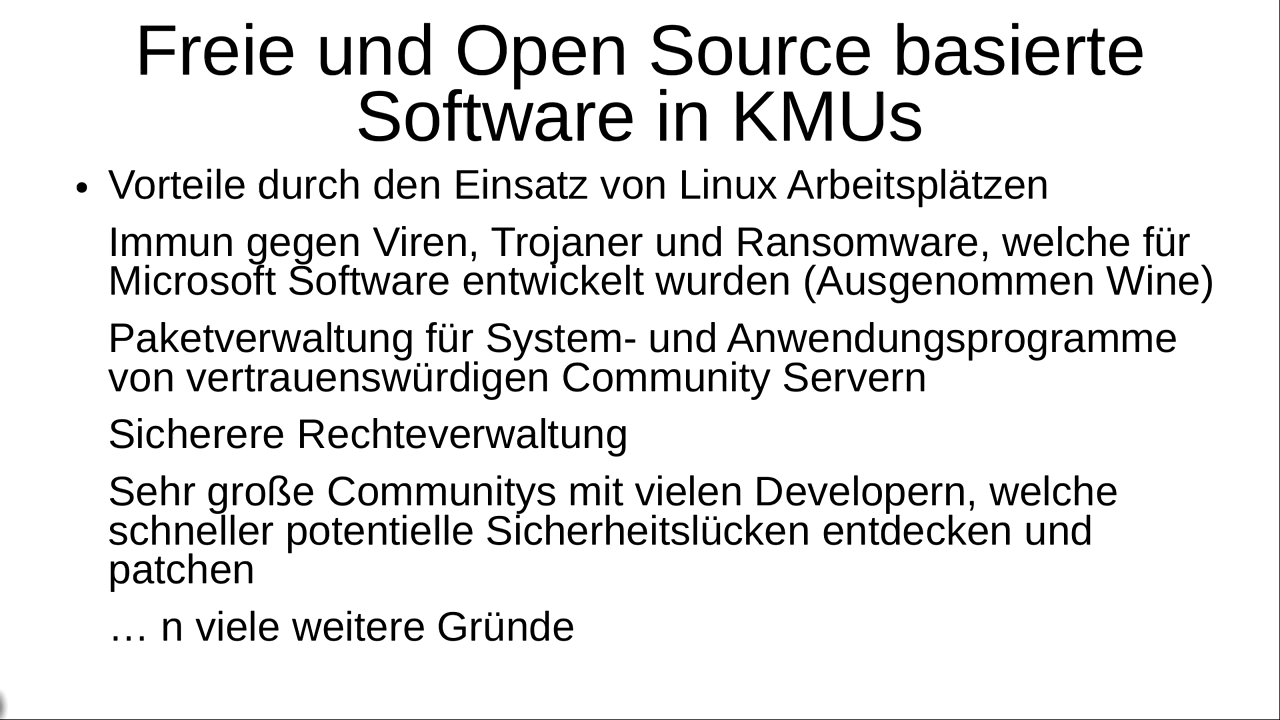 Freie und Open Source basierte
Software in KMUs
• Vorteile durch den Einsatz von Linux Arbeitsplätzen
Immun gegen Viren, Trojaner und Ransomware, welche für
Microsoft Software entwickelt wurden (Ausgenommen Wine)
Paketverwaltung für System- und Anwendungsprogramme
von vertrauenswürdigen Community Servern
Sicherere Rechteverwaltung
Sehr große Communitys mit vielen Developern, welche
schneller potentielle Sicherheitslücken entdecken und
patchen
… n viele weitere Gründe